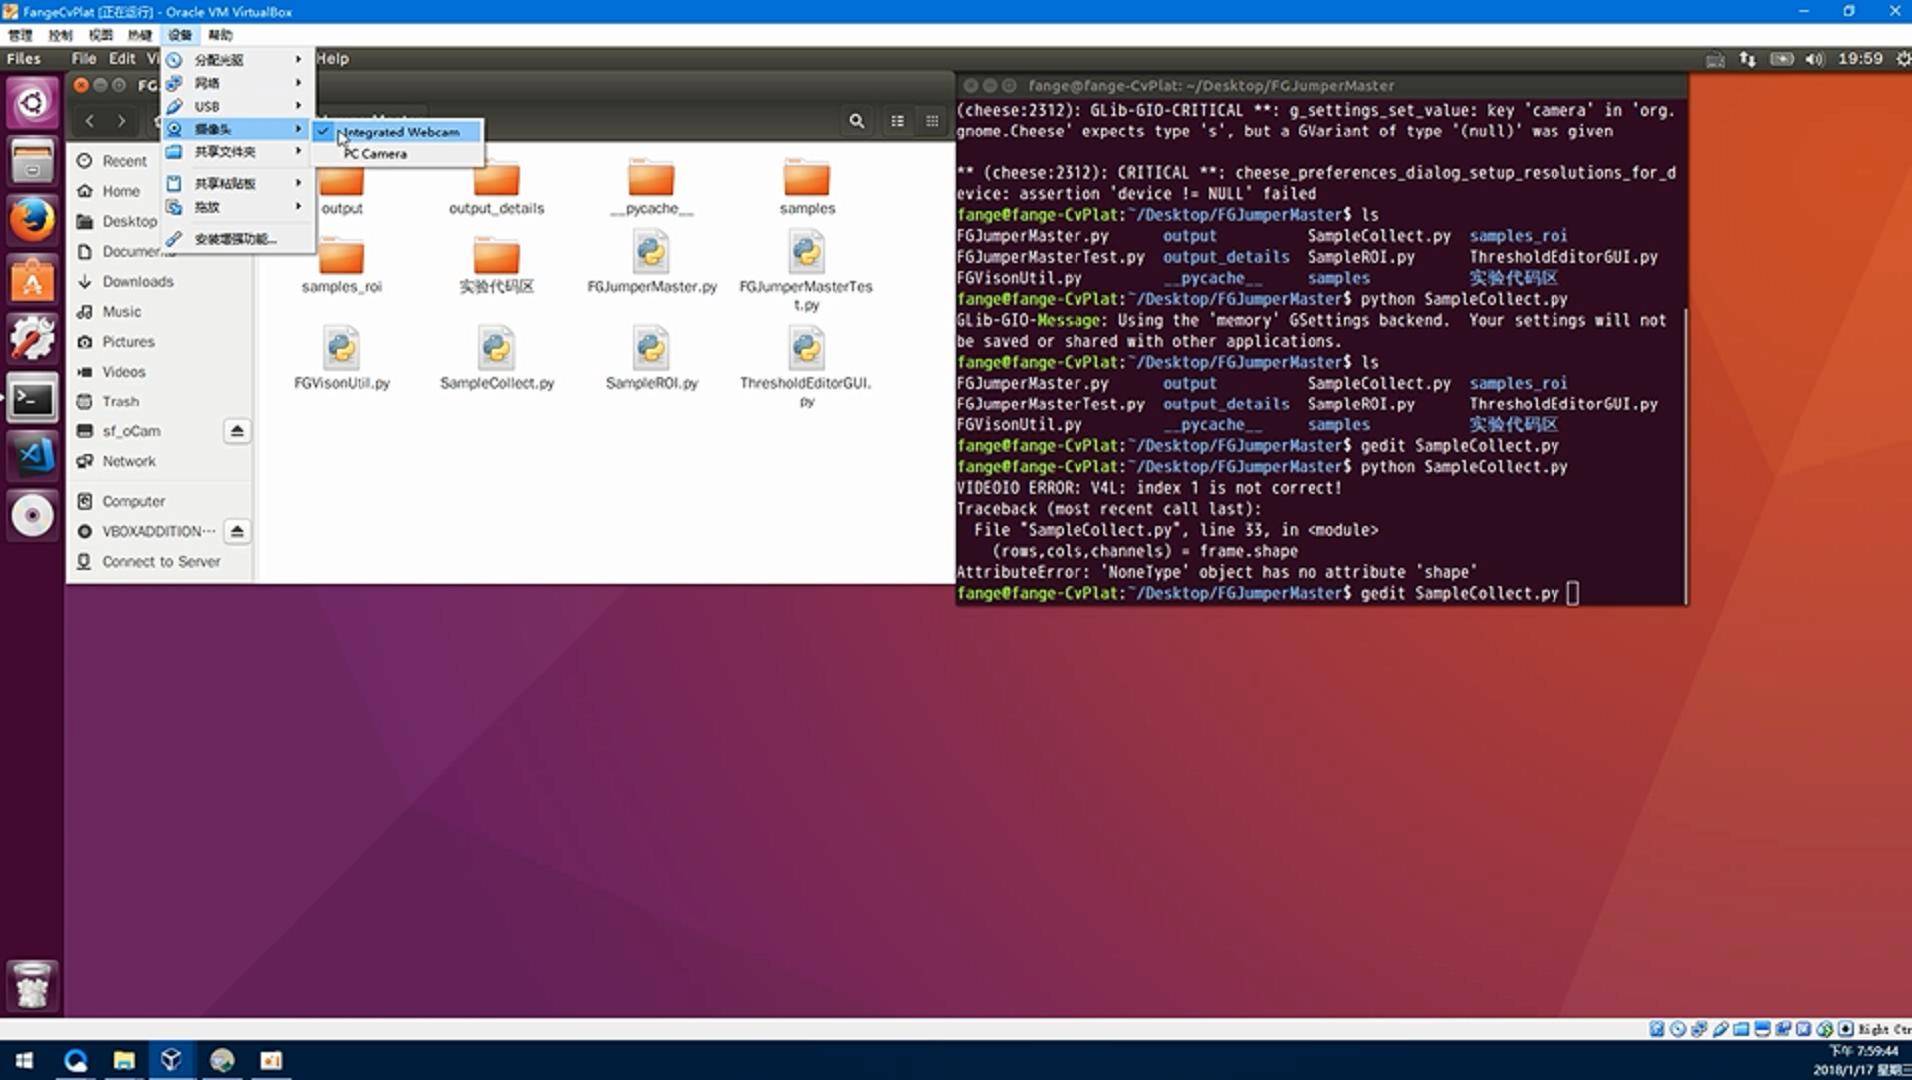 FangeCvPlat [正在运行] - Oracle VM VirtualBox
管理 控制 视图 热键 设备 帮助
Files File Edit Vi Help 19:59
分配光驱
网络
USB
摄像头
共享文件夹
共享粘贴板
拖放
安装增强功能...
Integrated Webcam
PC Camera
FG
Recent
Home
Desktop
Documents
Downloads
Music
Pictures
Videos
Trash
sf_oCam
Network
Computer
VBOXADDITION···
Connect to Server
output output_details __pycache__ samples
samples_roi 实验代码区 FGJumperMaster.py FGJumperMasterTes
t.py
FGVisonUtil.py SampleCollect.py SampleROI.py ThresholdEditorGUI.
py
fange@fange-CvPlat: ~/Desktop/FGJumperMaster
(cheese:2312): GLib-GIO-CRITICAL **: g_settings_set_value: key 'camera' in 'org.
gnome.Cheese' expects type 's', but a GVariant of type '(null)' was given
** (cheese:2312): CRITICAL **: cheese_preferences_dialog_setup_resolutions_for_d
evice: assertion 'device != NULL' failed
fange@fange-CvPlat:~/Desktop/FGJumperMaster$ ls
FGJumperMaster.py output SampleCollect.py samples_roi
FGJumperMasterTest.py output_details SampleROI.py ThresholdEditorGUI.py
FGVisonUtil.py __pycache__ samples 实验代码区
fange@fange-CvPlat:~/Desktop/FGJumperMaster$ python SampleCollect.py
GLib-GIO-Message: Using the 'memory' GSettings backend. Your settings will not
be saved or shared with other applications.
fange@fange-CvPlat:~/Desktop/FGJumperMaster$ ls
FGJumperMaster.py output SampleCollect.py samples_roi
FGJumperMasterTest.py output_details SampleROI.py ThresholdEditorGUI.py
FGVisonUtil.py __pycache__ samples 实验代码区
fange@fange-CvPlat:~/Desktop/FGJumperMaster$ gedit SampleCollect.py
fange@fange-CvPlat:~/Desktop/FGJumperMaster$ python SampleCollect.py
VIDEOIO ERROR: V4L: index 1 is not correct!
Traceback (most recent call last):
File "SampleCollect.py", line 33, in <module>
(rows,cols,channels) = frame.shape
AttributeError: 'NoneType' object has no attribute 'shape'
fange@fange-CvPlat:~/Desktop/FGJumperMaster$ gedit SampleCollect.py
Right Ctr
下午 7:59:44
2018/1/17 星期三